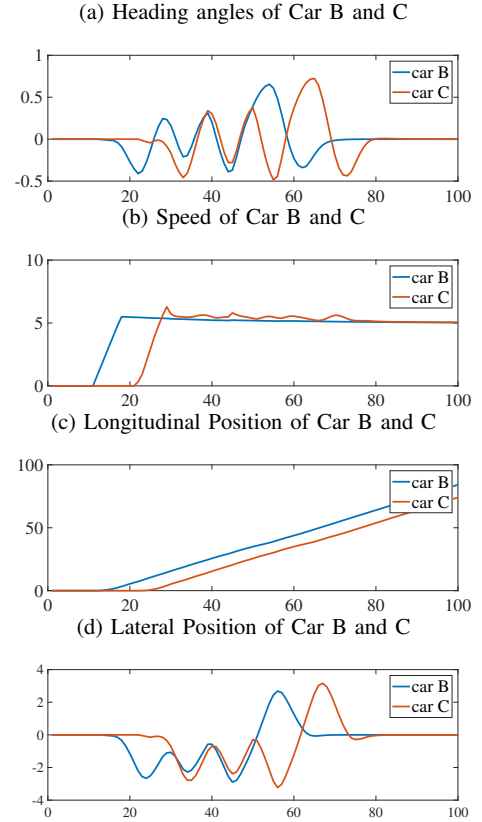 (a) Heading angles of Car B and C
1
car B
car C
0.5
0
-0.5
0 20 40 60 80 100
(b) Speed of Car B and C
10
car B
car C
5
0
0 20 40 60 80 100
(c) Longitudinal Position of Car B and C
100
car B
car C
50
0
0 20 40 60 80 100
(d) Lateral Position of Car B and C
4
car B
car C
2
0
-2
-4
0 20 40 60 80 100